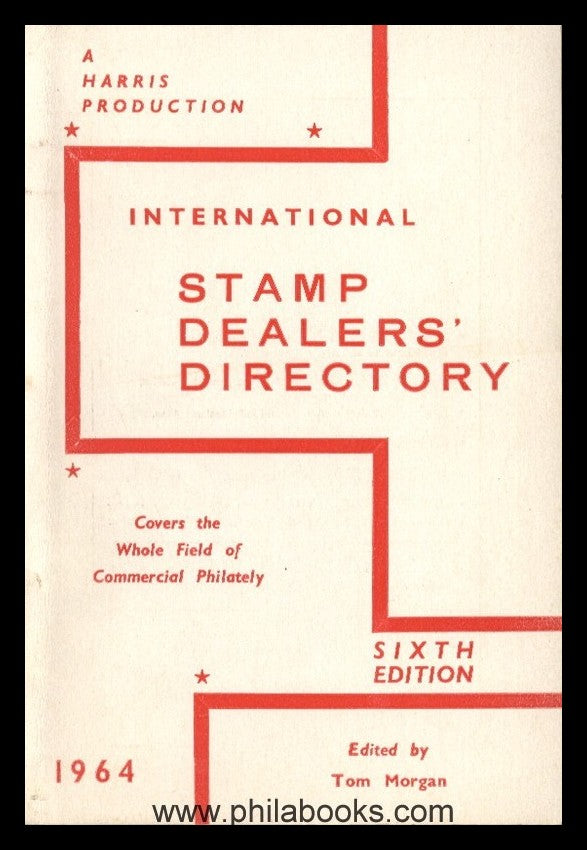 A
HARRIS
PRODUCTION
INTERNATIONAL
STAMP
DEALERS'
DIRECTORY
Covers the
Whole Field of
Commercial Philately
SIXTH
EDITION
1964
Edited by
Tom Morgan
www.philabooks.com